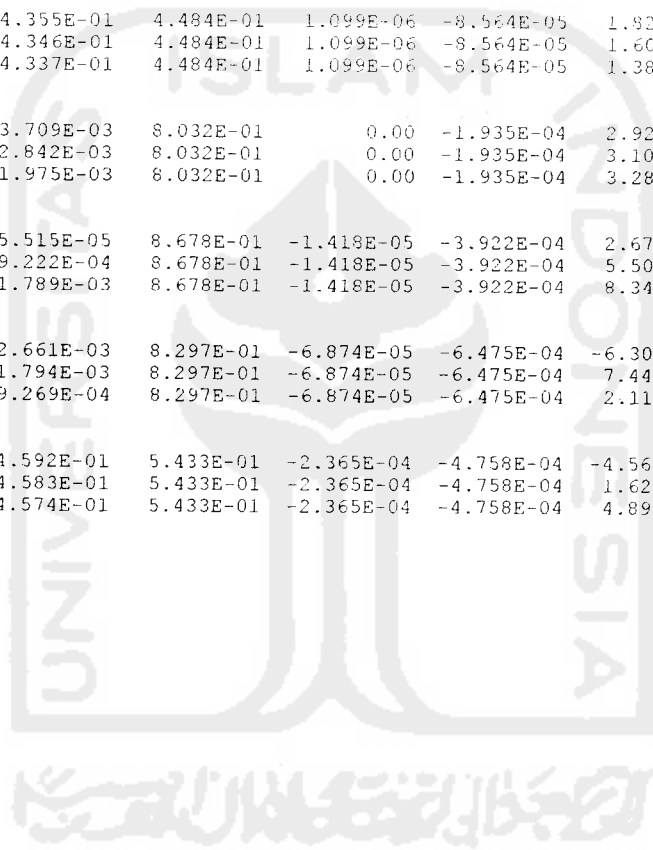 4.355E-01 4.484E-01 1.099E-06 -8.564E-05 1.82
4.346E-01 4.484E-01 1.099E-06 -8.564E-05 1.60
4.337E-01 4.484E-01 1.099E-06 -8.564E-05 1.38
3.709E-03 8.032E-01 0.00 -1.935E-04 2.92
2.842E-03 8.032E-01 0.00 -1.935E-04 3.10
1.975E-03 8.032E-01 0.00 -1.935E-04 3.28
5.515E-05 8.678E-01 -1.418E-05 -3.922E-04 2.67
9.222E-04 8.678E-01 -1.418E-05 -3.922E-04 5.50
1.789E-03 8.678E-01 -1.418E-05 -3.922E-04 8.34
2.661E-03 8.297E-01 -6.874E-05 -6.475E-04 -6.30
1.794E-03 8.297E-01 -6.874E-05 -6.475E-04 7.44
9.269E-04 8.297E-01 -6.874E-05 -6.475E-04 2.11
4.592E-01 5.433E-01 -2.365E-04 -4.758E-04 -4.56
4.583E-01 5.433E-01 -2.365E-04 -4.758E-04 1.62
4.574E-01 5.433E-01 -2.365E-04 -4.758E-04 4.89
ISLAM
UNIVERSITAS
INDONESIA